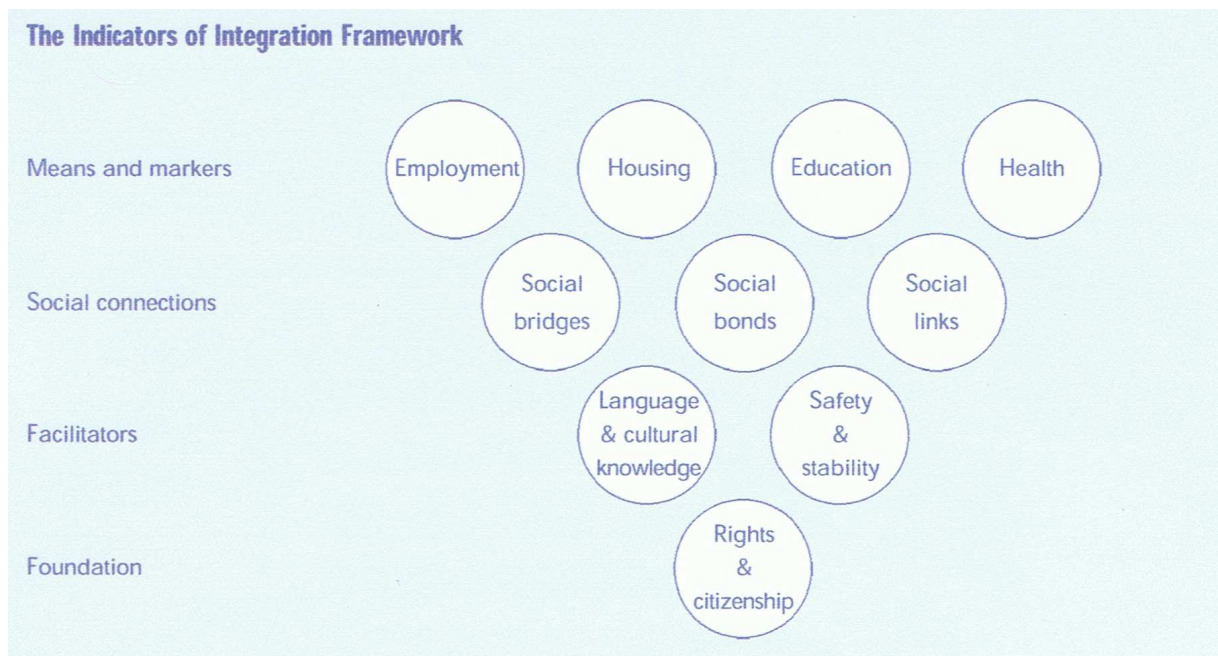 The Indicators of Integration Framework
Means and markers
Employment
Housing
Education
Health
Social connections
Social
bridges
Social
bonds
Social
links
Facilitators
Language
& cultural
knowledge
Safety
&
stability
Foundation
Rights
&
citizenship